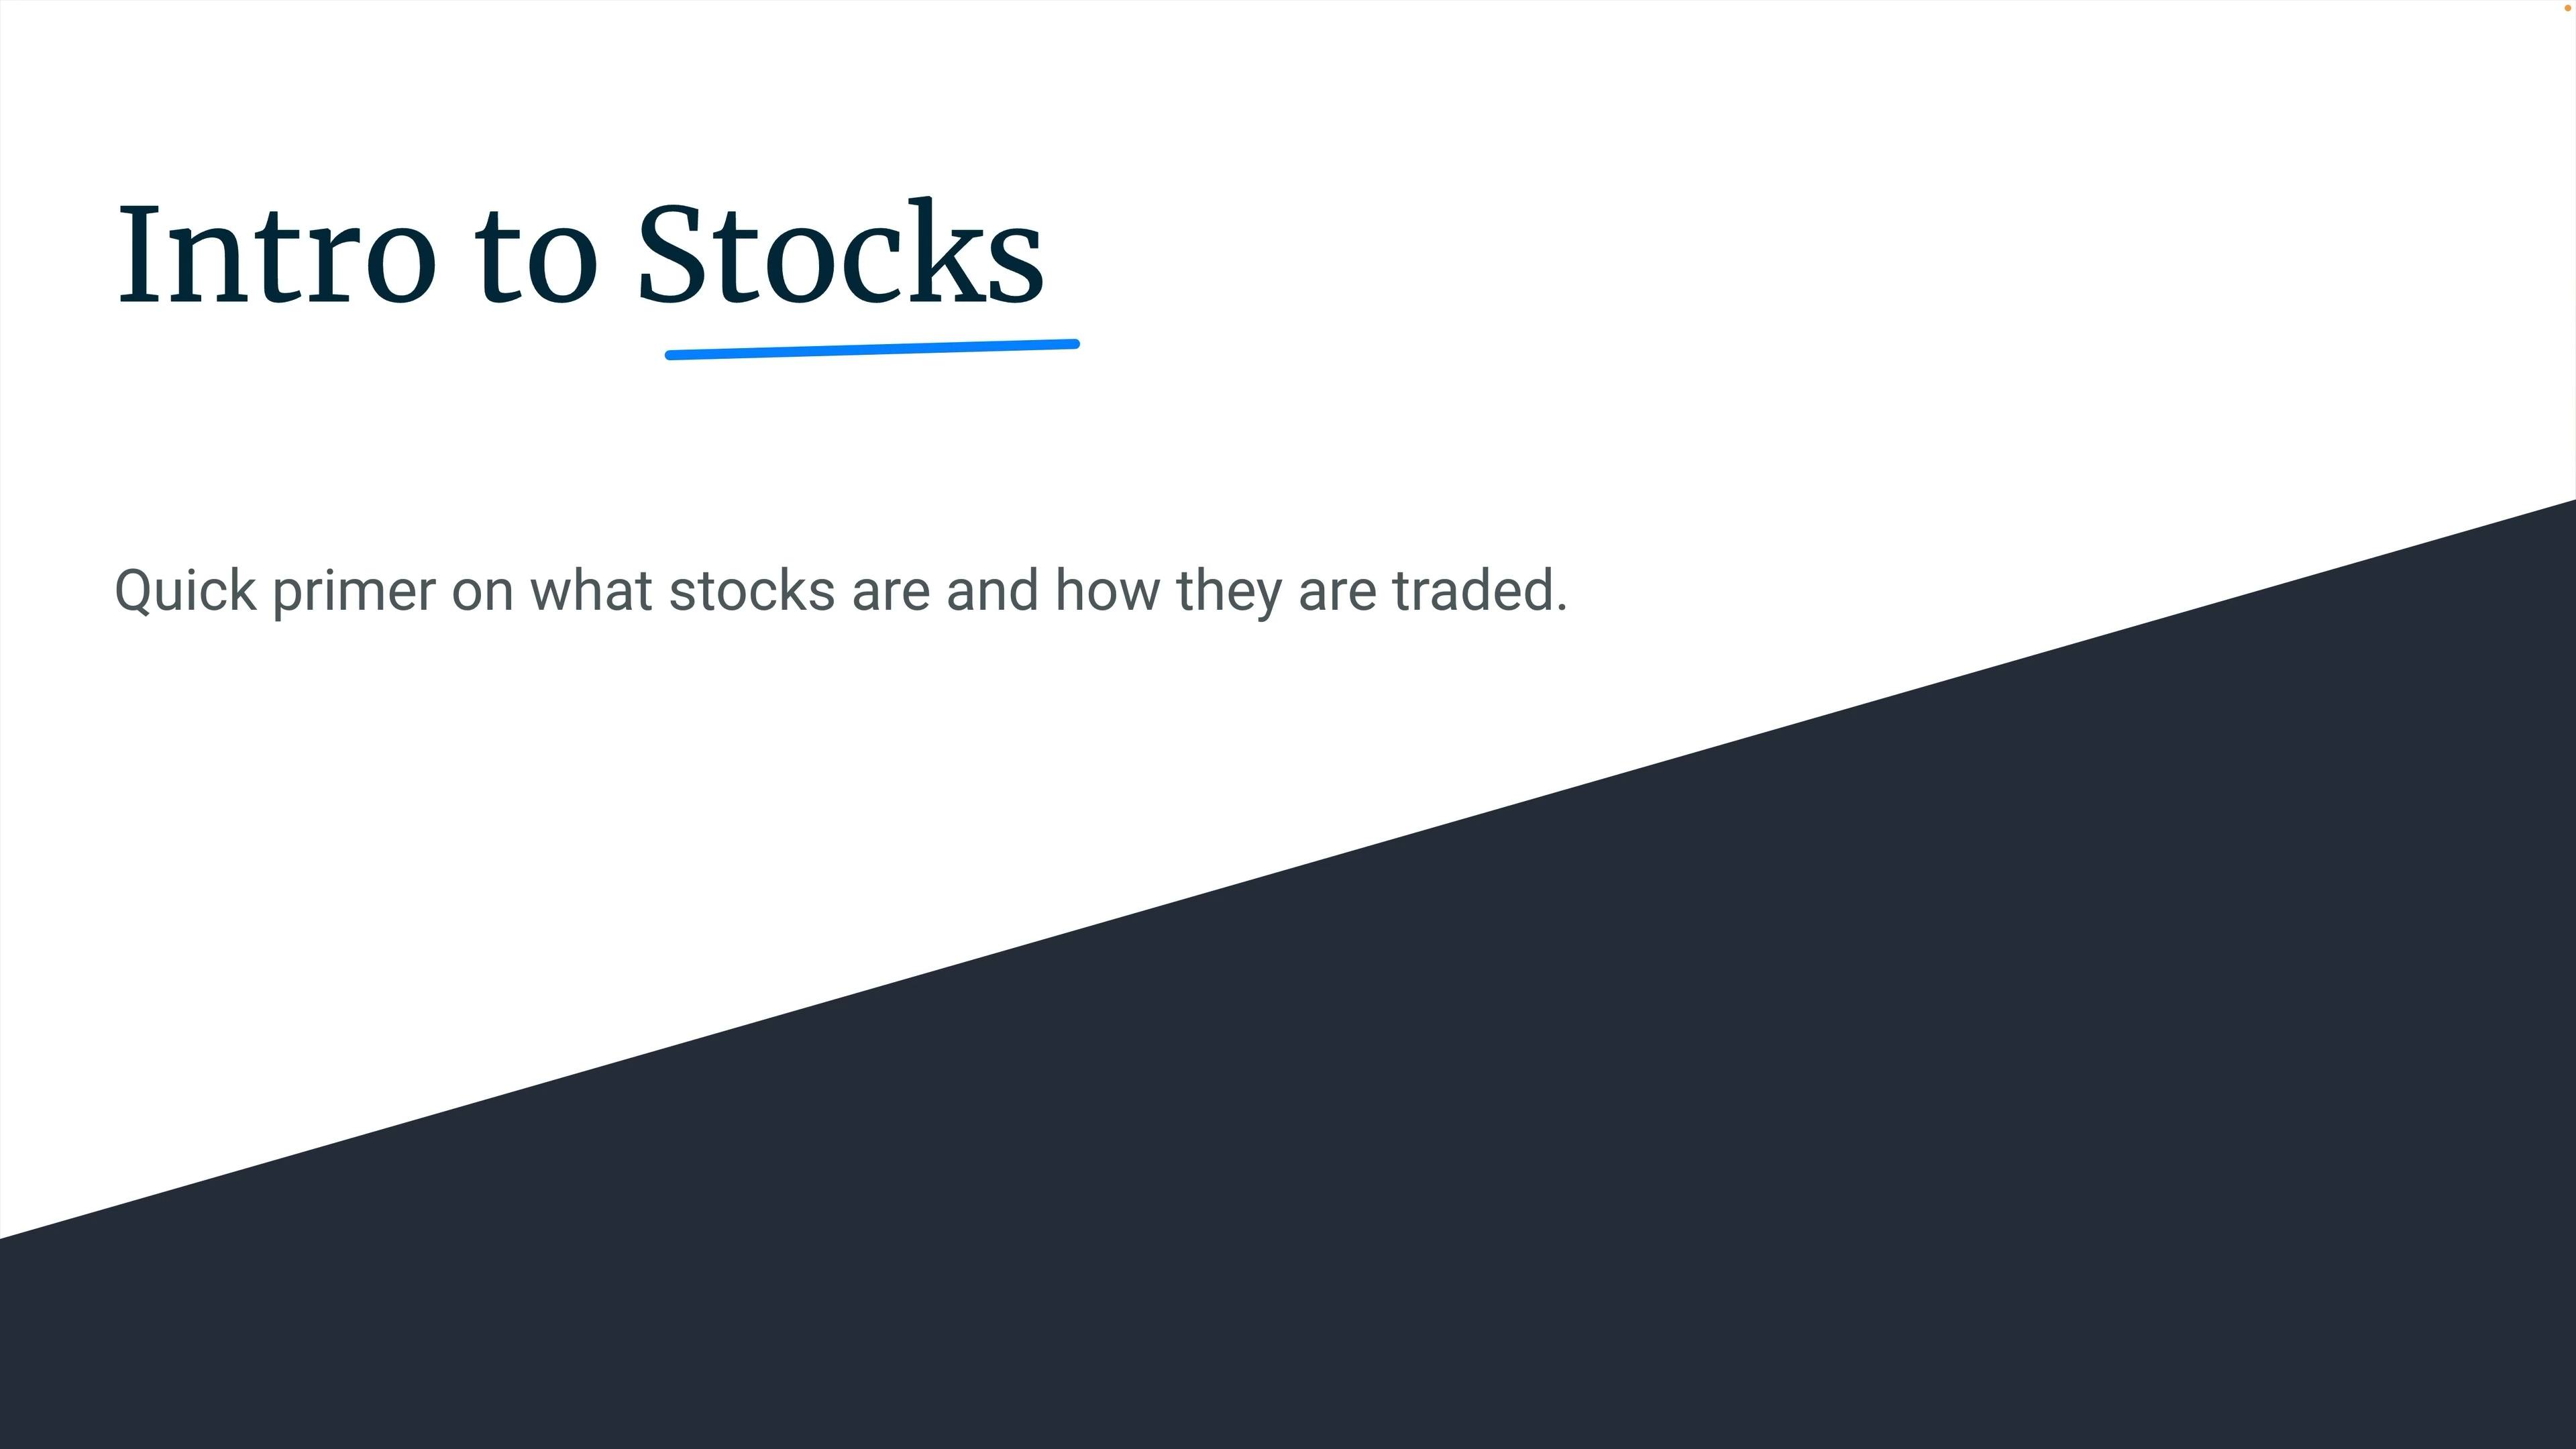 Intro to Stocks
Quick primer on what stocks are and how they are traded.